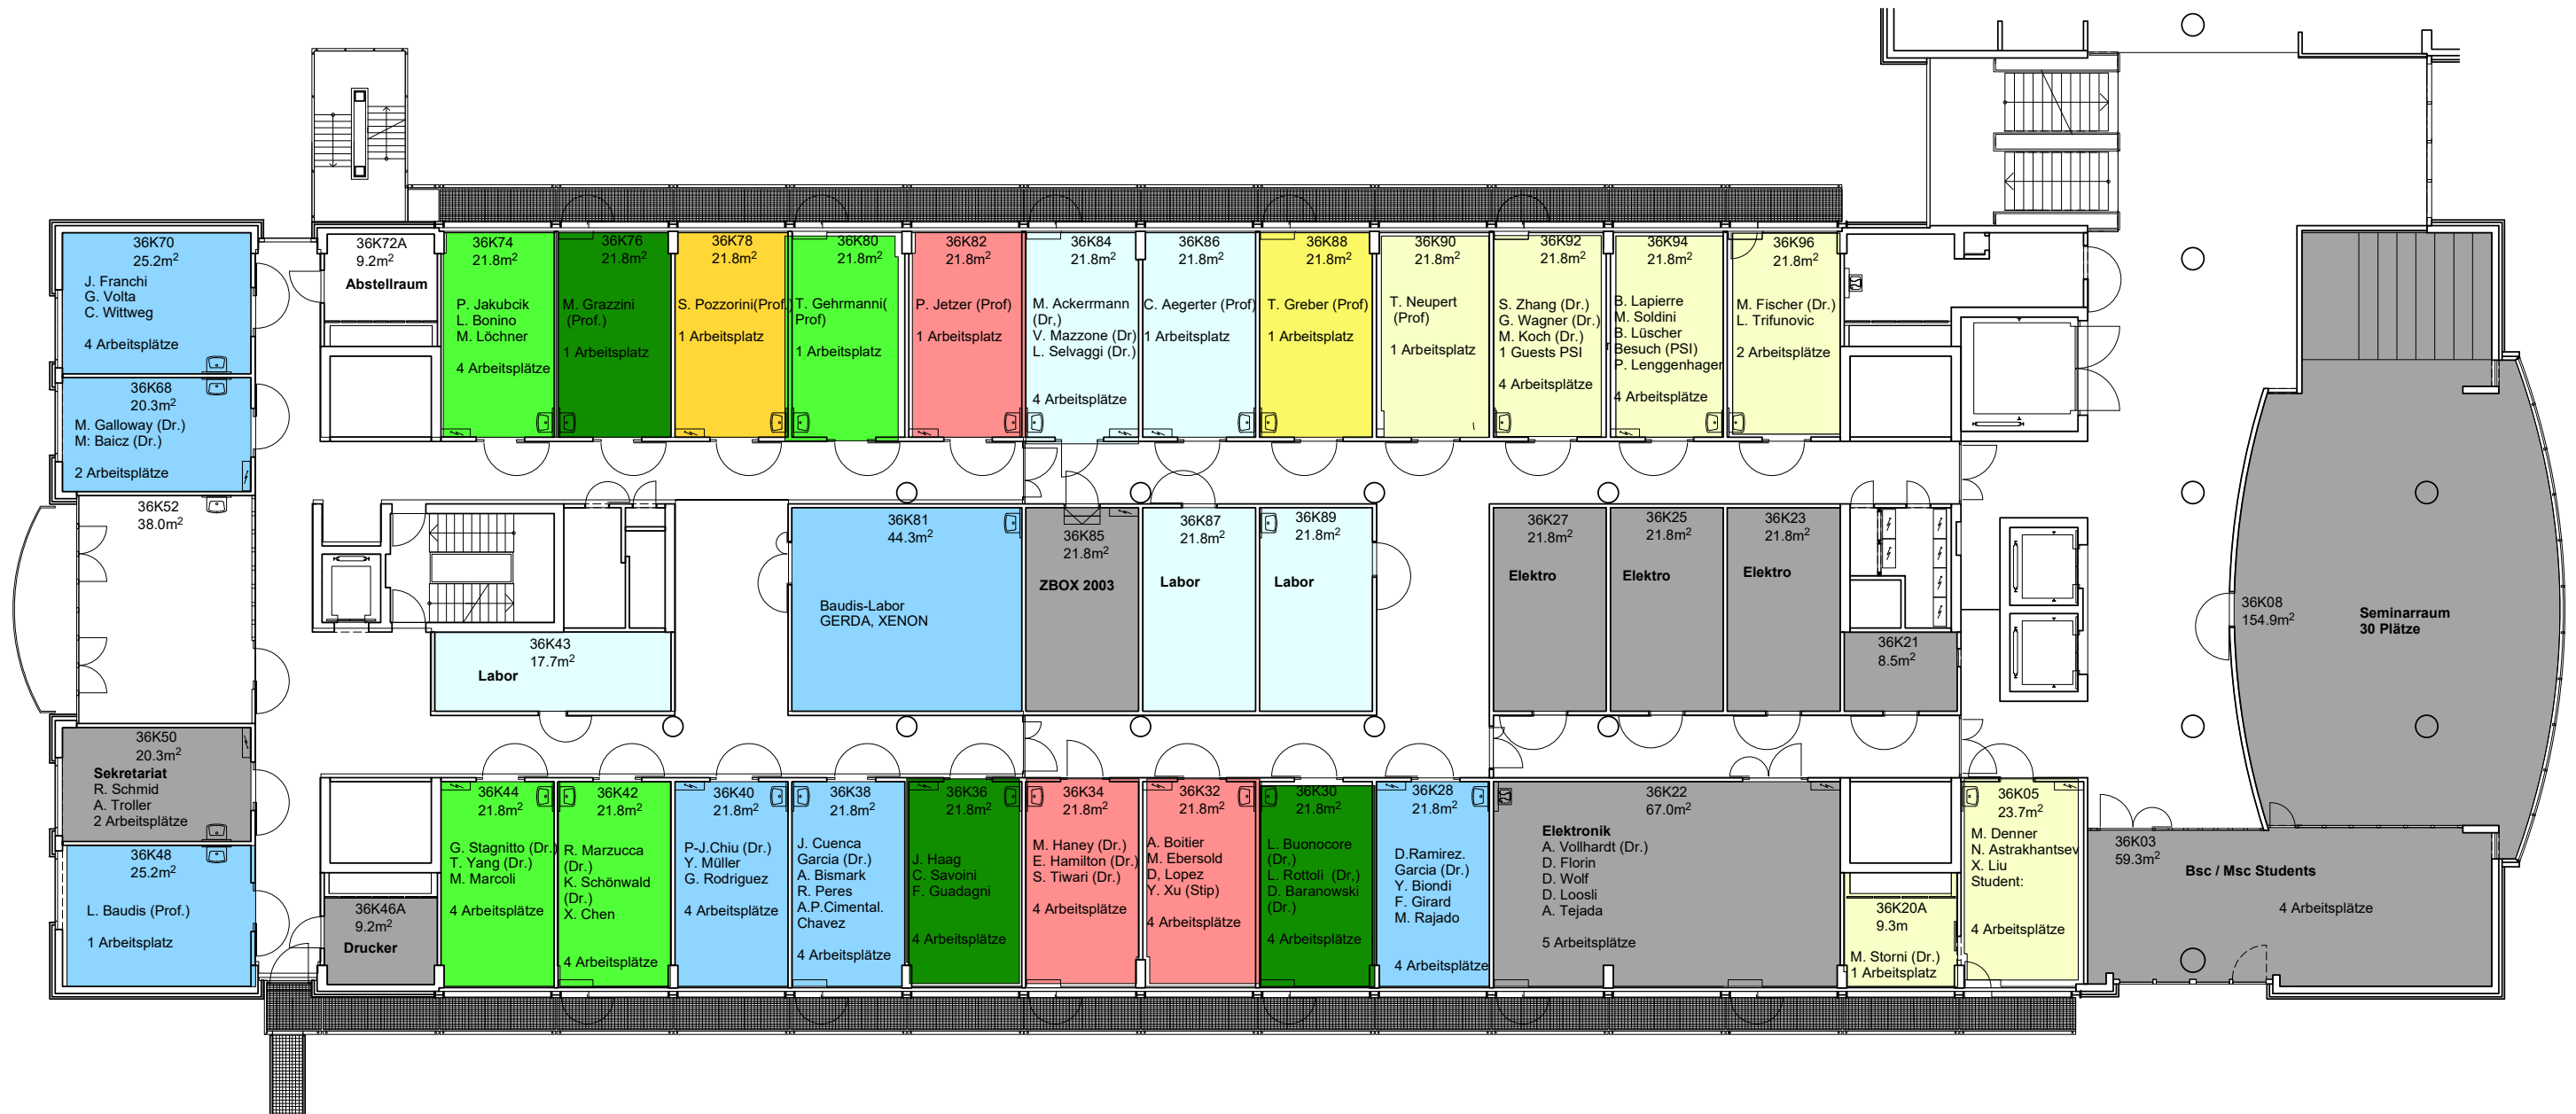 36K70
25.2m²
J. Franchi
G. Volta
C. Wittweg
4 Arbeitsplätze
36K68
20.3m²
M. Galloway (Dr.)
M: Baicz (Dr.)
2 Arbeitsplätze
36K52
38.0m²
36K50
20.3m²
Sekretariat
R. Schmid
A. Troller
2 Arbeitsplätze
36K48
25.2m²
L. Baudis (Prof.)
1 Arbeitsplatz
36K72A
9.2m²
Abstellraum
36K74
21.8m²
P. Jakubcik
L. Bonino
M. Löchner
4 Arbeitsplätze
36K76
21.8m²
M. Grazzini
(Prof.)
1 Arbeitsplatz
36K78
21.8m²
S. Pozzorini(Prof.)
1 Arbeitsplatz
36K80
21.8m²
T. Gehrmanni(
Prof)
1 Arbeitsplatz
36K82
21.8m²
P. Jetzer (Prof)
1 Arbeitsplatz
36K84
21.8m²
M. Ackerrmann
(Dr,)
V. Mazzone (Dr)
L. Selvaggi (Dr.)
4 Arbeitsplätze
36K86
21.8m²
C. Aegerter (Prof)
1 Arbeitsplatz
36K88
21.8m²
T. Greber (Prof)
1 Arbeitsplatz
36K90
21.8m²
T. Neupert
(Prof)
1 Arbeitsplatz
36K92
21.8m²
S. Zhang (Dr.)
G. Wagner (Dr.)
M. Koch (Dr.)
1 Guests PSI
4 Arbeitsplätze
36K94
21.8m²
B. Lapierre
M. Soldini
B. Lüscher
Besuch (PSI)
P. Lenggenhager
4 Arbeitsplätze
36K96
21.8m²
M. Fischer (Dr.)
L. Trifunovic
2 Arbeitsplätze
36K43
17.7m²
Labor
36K81
44.3m²
Baudis-Labor
GERDA, XENON
36K85
21.8m²
ZBOX 2003
36K87
21.8m²
Labor
36K89
21.8m²
Labor
36K27
21.8m²
Elektro
36K25
21.8m²
Elektro
36K23
21.8m²
Elektro
36K21
8.5m²
36K08
154.9m²
Seminarraum
30 Plätze
36K46A
9.2m²
Drucker
36K44
21.8m²
G. Stagnitto (Dr.)
T. Yang (Dr.)
M. Marcoli
4 Arbeitsplätze
36K42
21.8m²
R. Marzucca
(Dr.)
K. Schönwald
(Dr.)
X. Chen
4 Arbeitsplätze
36K40
21.8m²
P-J.Chiu (Dr.)
Y. Müller
G. Rodriguez
4 Arbeitsplätze
36K38
21.8m²
J. Cuenca
Garcia (Dr.)
A. Bismark
R. Peres
A.P.Cimental.
Chavez
4 Arbeitsplätze
36K36
21.8m²
J. Haag
C. Savoini
F. Guadagni
4 Arbeitsplätze
36K34
21.8m²
M. Haney (Dr.)
E. Hamilton (Dr.)
S. Tiwari (Dr.)
4 Arbeitsplätze
36K32
21.8m²
A. Boitier
M. Ebersold
D, Lopez
Y. Xu (Stip)
4 Arbeitsplätze
36K30
21.8m²
L. Buonocore
(Dr,)
L. Rottoli (Dr,)
D. Baranowski
(Dr.)
4 Arbeitsplätze
36K28
21.8m²
D.Ramirez.
Garcia (Dr.)
Y. Biondi
F. Girard
M. Rajado
4 Arbeitsplätze
36K22
67.0m²
Elektronik
A. Vollhardt (Dr.)
D. Florin
D. Wolf
D. Loosli
A. Tejada
5 Arbeitsplätze
36K20A
9.3m
M. Storni (Dr.)
1 Arbeitsplatz
36K05
23.7m²
M. Denner
N. Astrakhantsev
X. Liu
Student:
4 Arbeitsplätze
36K03
59.3m²
Bsc / Msc Students
4 Arbeitsplätze